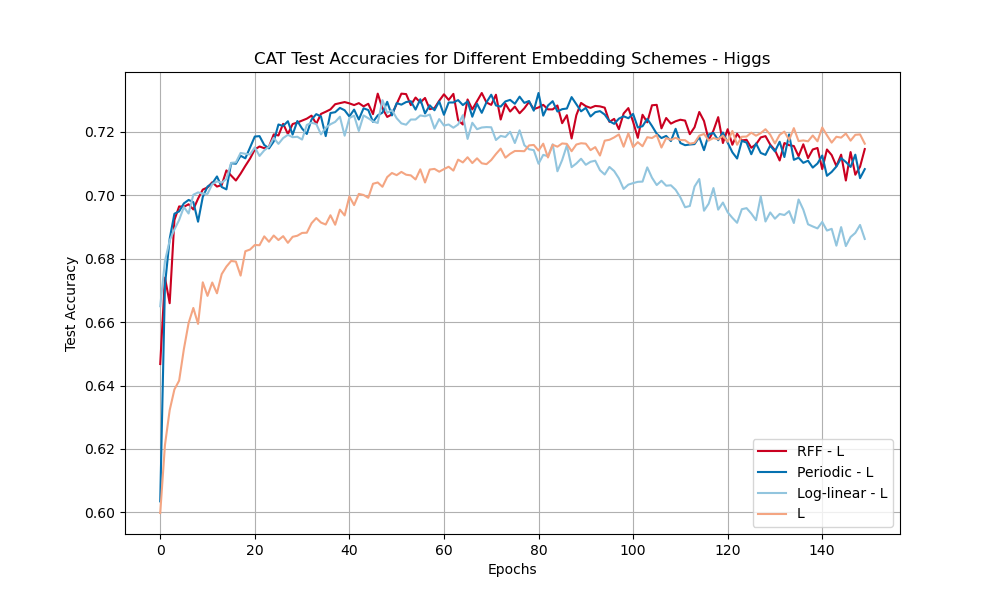 CAT Test Accuracies for Different Embedding Schemes - Higgs
Test Accuracy
0.72
0.70
0.68
0.66
0.64
0.62
0.60
RFF - L
Periodic - L
Log-linear - L
L
0 20 40 60 80 100 120 140
Epochs